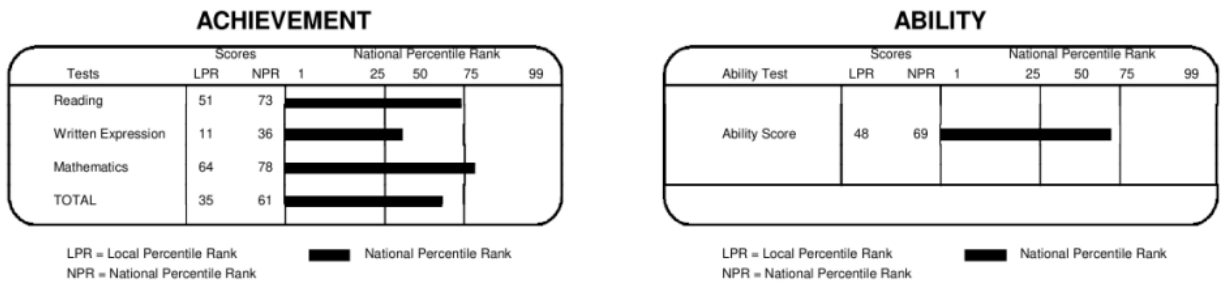 ACHIEVEMENT
Scores National Percentile Rank
Tests LPR NPR 1 25 50 75 99
Reading 51 73
Written Expression 11 36
Mathematics 64 78
TOTAL 35 61
LPR = Local Percentile Rank National Percentile Rank
NPR = National Percentile Rank
ABILITY
Scores National Percentile Rank
Ability Test LPR NPR 1 25 50 75 99
Ability Score 48 69
LPR = Local Percentile Rank National Percentile Rank
NPR = National Percentile Rank